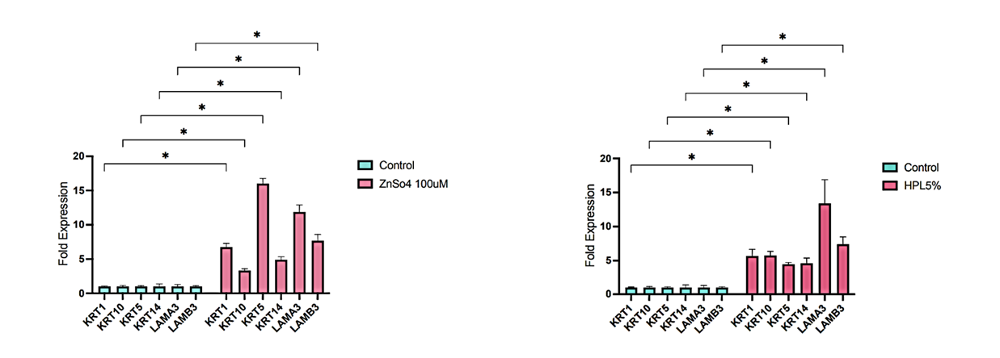 *
*
*
*
*
*
20
15
10
5
0
Fold Expression
KRT1
KRT10
KRT5
KRT14
LAMA3
LAMB3
KRT1
KRT10
KRT5
KRT14
LAMA3
LAMB3
Control
ZnSo4 100uM
*
*
*
*
*
*
20
15
10
5
0
Fold Expression
KRT1
KRT10
KRT5
KRT14
LAMA3
LAMB3
KRT1
KRT10
KRT5
KRT14
LAMA3
LAMB3
Control
HPL5%